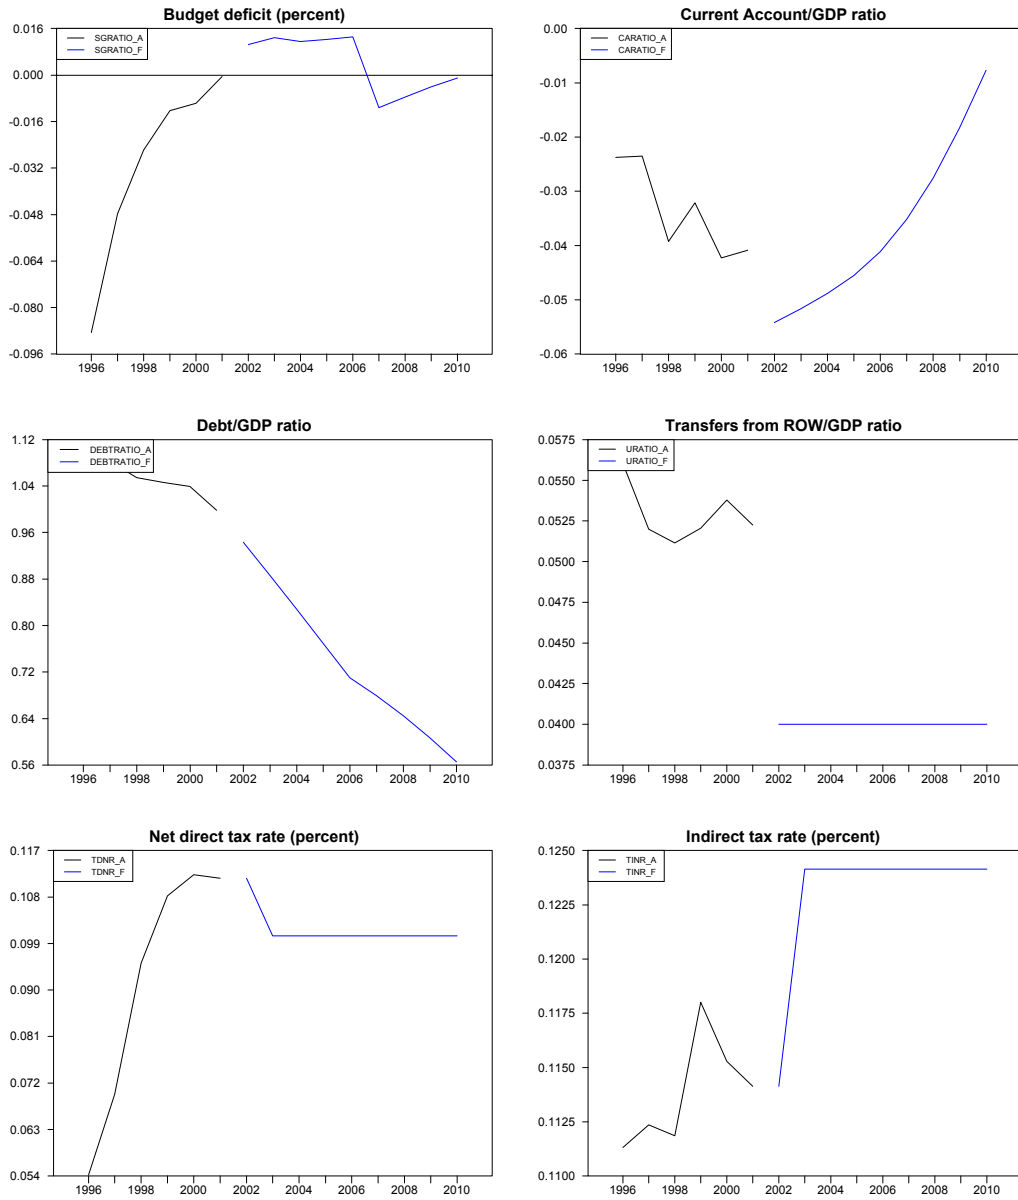 Budget deficit (percent)
SGRATIO_A
SGRATIO_F
0.016
0.000
-0.016
-0.032
-0.048
-0.064
-0.080
-0.096
1996 1998 2000 2002 2004 2006 2008 2010
Current Account/GDP ratio
CARATIO_A
CARATIO_F
0.00
-0.01
-0.02
-0.03
-0.04
-0.05
-0.06
1996 1998 2000 2002 2004 2006 2008 2010
Debt/GDP ratio
DEBTRATIO_A
DEBTRATIO_F
1.12
1.04
0.96
0.88
0.80
0.72
0.64
0.56
1996 1998 2000 2002 2004 2006 2008 2010
Transfers from ROW/GDP ratio
URATIO_A
URATIO_F
0.0575
0.0550
0.0525
0.0500
0.0475
0.0450
0.0425
0.0400
0.0375
1996 1998 2000 2002 2004 2006 2008 2010
Net direct tax rate (percent)
TDNR_A
TDNR_F
0.117
0.108
0.099
0.090
0.081
0.072
0.063
0.054
1996 1998 2000 2002 2004 2006 2008 2010
Indirect tax rate (percent)
TINR_A
TINR_F
0.1250
0.1225
0.1200
0.1175
0.1150
0.1125
0.1100
1996 1998 2000 2002 2004 2006 2008 2010